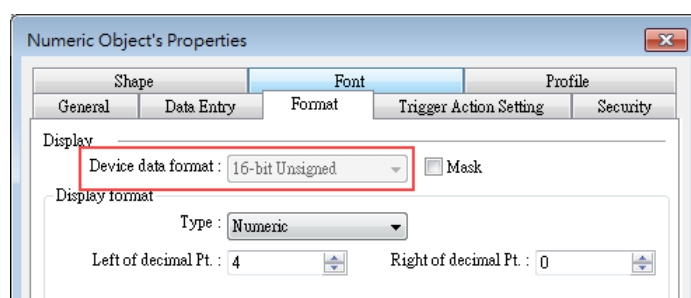 Numeric Object's Properties
Shape Font Profile
General Data Entry Format Trigger Action Setting Security
Display
Device data format : 16-bit Unsigned Mask
Display format
Type : Numeric
Left of decimal Pt. : 4 Right of decimal Pt. : 0